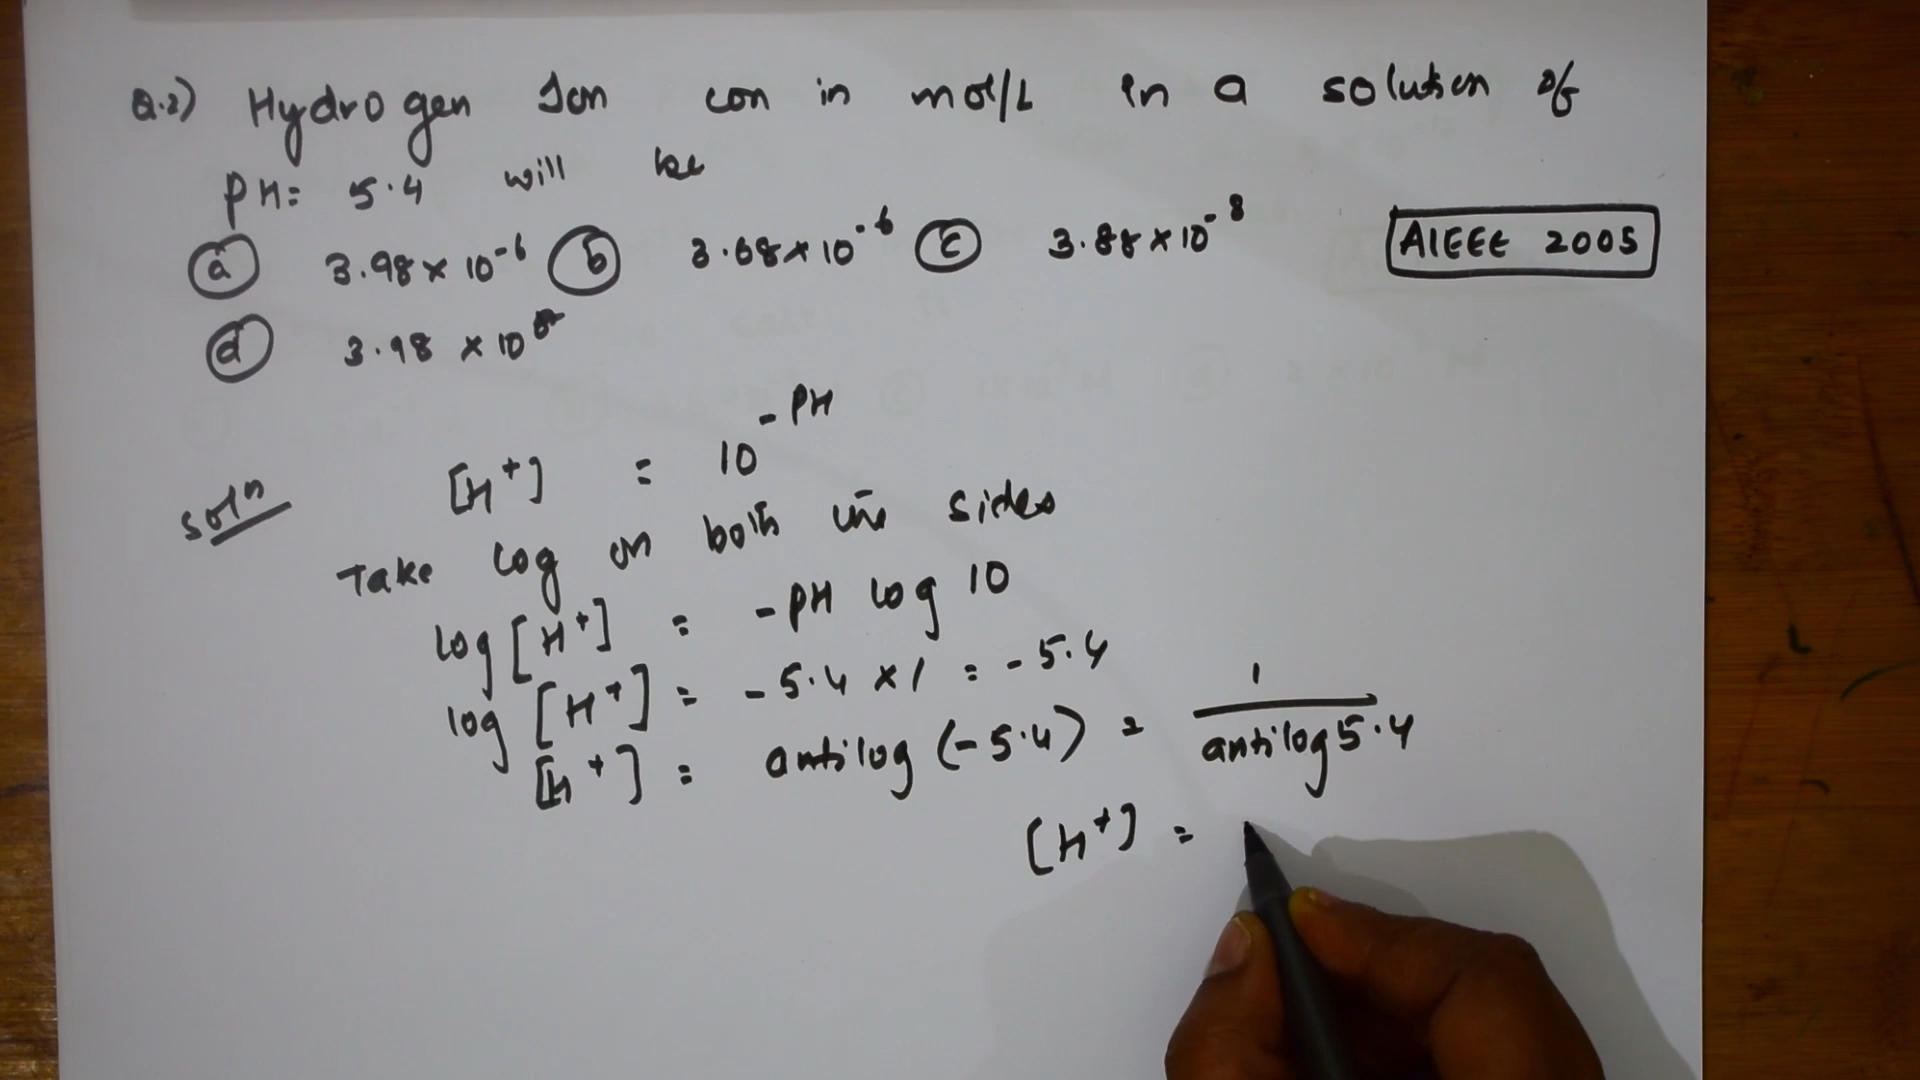 Q.2) Hydrogen Ion con in mol/L in a solution of
PH= 5.4 will be
(a) 3.98 × 10-6 (b) 3.68 × 10-6 (c) 3.88 × 10-8 AIEEE 2005
(d) 3.98 × 10
Soln [H+] = 10-PH
Take log on both the sides
log [H+] = -PH log 10
log [H+] = -5.4 × 1 = -5.4
[H+] = antilog (-5.4) = 1/antilog 5.4
[H+] =